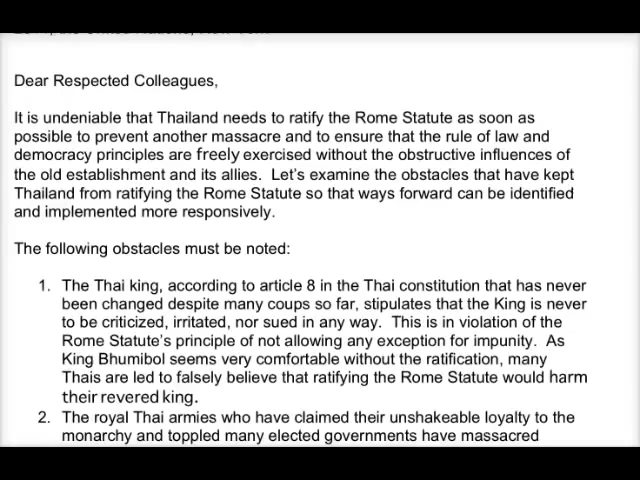 Dear Respected Colleagues,
It is undeniable that Thailand needs to ratify the Rome Statute as soon as
possible to prevent another massacre and to ensure that the rule of law and
democracy principles are freely exercised without the obstructive influences of
the old establishment and its allies.  Let's examine the obstacles that have kept
Thailand from ratifying the Rome Statute so that ways forward can be identified
and implemented more responsively.
The following obstacles must be noted:
1. The Thai king, according to article 8 in the Thai constitution that has never
been changed despite many coups so far, stipulates that the King is never
to be criticized, irritated, nor sued in any way.  This is in violation of the
Rome Statute's principle of not allowing any exception for impunity.  As
King Bhumibol seems very comfortable without the ratification, many
Thais are led to falsely believe that ratifying the Rome Statute would harm
their revered king.
2. The royal Thai armies who have claimed their unshakeable loyalty to the
monarchy and toppled many elected governments have massacred